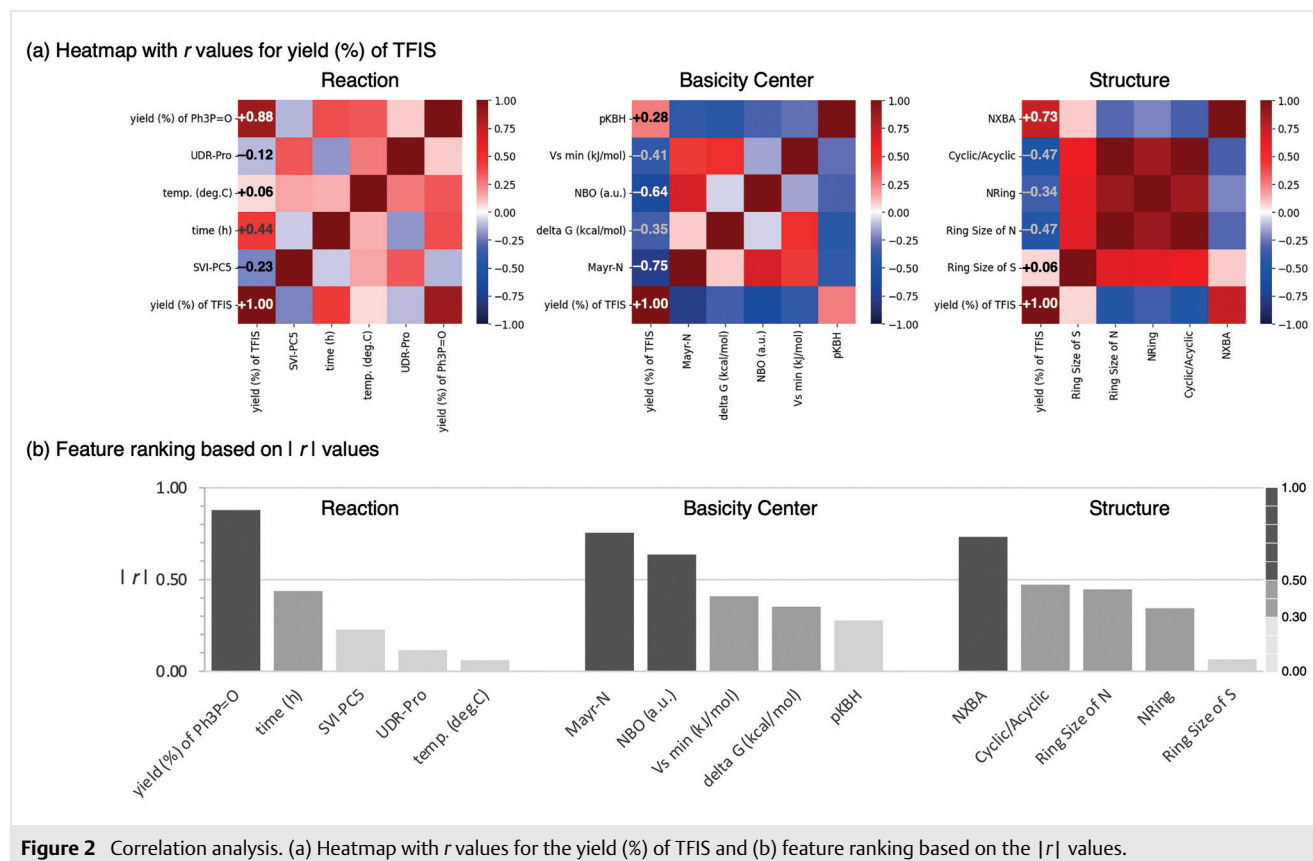 (a) Heatmap with r values for yield (%) of TFIS
Reaction
yield (%) of Ph3P=O
UDR-Pro
temp. (deg.C)
time (h)
SVI-PC5
yield (%) of TFIS
+0.88
−0.12
+0.06
+0.44
−0.23
+1.00
yield (%) of TFIS
SVI-PC5
time (h)
temp. (deg.C)
UDR-Pro
yield (%) of Ph3P=O
1.00
0.75
0.50
0.25
0.00
−0.25
−0.50
−0.75
−1.00
Basicity Center
pKBH
Vs min (kJ/mol)
NBO (a.u.)
delta G (kcal/mol)
Mayr-N
yield (%) of TFIS
+0.28
−0.41
−0.64
−0.35
−0.75
+1.00
yield (%) of TFIS
Mayr-N
delta G (kcal/mol)
NBO (a.u.)
Vs min (kJ/mol)
pKBH
1.00
0.75
0.50
0.25
0.00
−0.25
−0.50
−0.75
−1.00
Structure
NXBA
Cyclic/Acyclic
NRing
Ring Size of N
Ring Size of S
yield (%) of TFIS
+0.73
−0.47
−0.34
−0.47
+0.06
+1.00
yield (%) of TFIS
Ring Size of S
Ring Size of N
NRing
Cyclic/Acyclic
NXBA
1.00
0.75
0.50
0.25
0.00
−0.25
−0.50
−0.75
−1.00
(b) Feature ranking based on | r | values
1.00
| r | 0.50
0.00
Reaction
yield (%) of Ph3P=O
time (h)
SVI-PC5
UDR-Pro
temp. (deg.C)
Basicity Center
Mayr-N
NBO (a.u.)
Vs min (kJ/mol)
delta G (kcal/mol)
pKBH
Structure
NXBA
Cyclic/Acyclic
Ring Size of N
NRing
Ring Size of S
1.00
0.50
0.30
0.00
Figure 2 Correlation analysis. (a) Heatmap with r values for the yield (%) of TFIS and (b) feature ranking based on the |r| values.